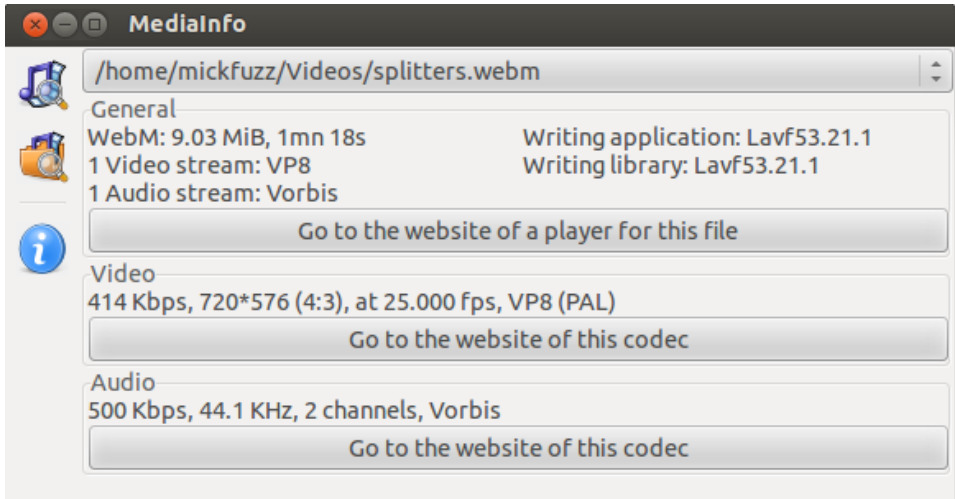 MediaInfo
/home/mickfuzz/Videos/splitters.webm
General
WebM: 9.03 MiB, 1mn 18s
Writing application: Lavf53.21.1
1 Video stream: VP8
Writing library: Lavf53.21.1
1 Audio stream: Vorbis
Go to the website of a player for this file
Video
414 Kbps, 720*576 (4:3), at 25.000 fps, VP8 (PAL)
Go to the website of this codec
Audio
500 Kbps, 44.1 KHz, 2 channels, Vorbis
Go to the website of this codec